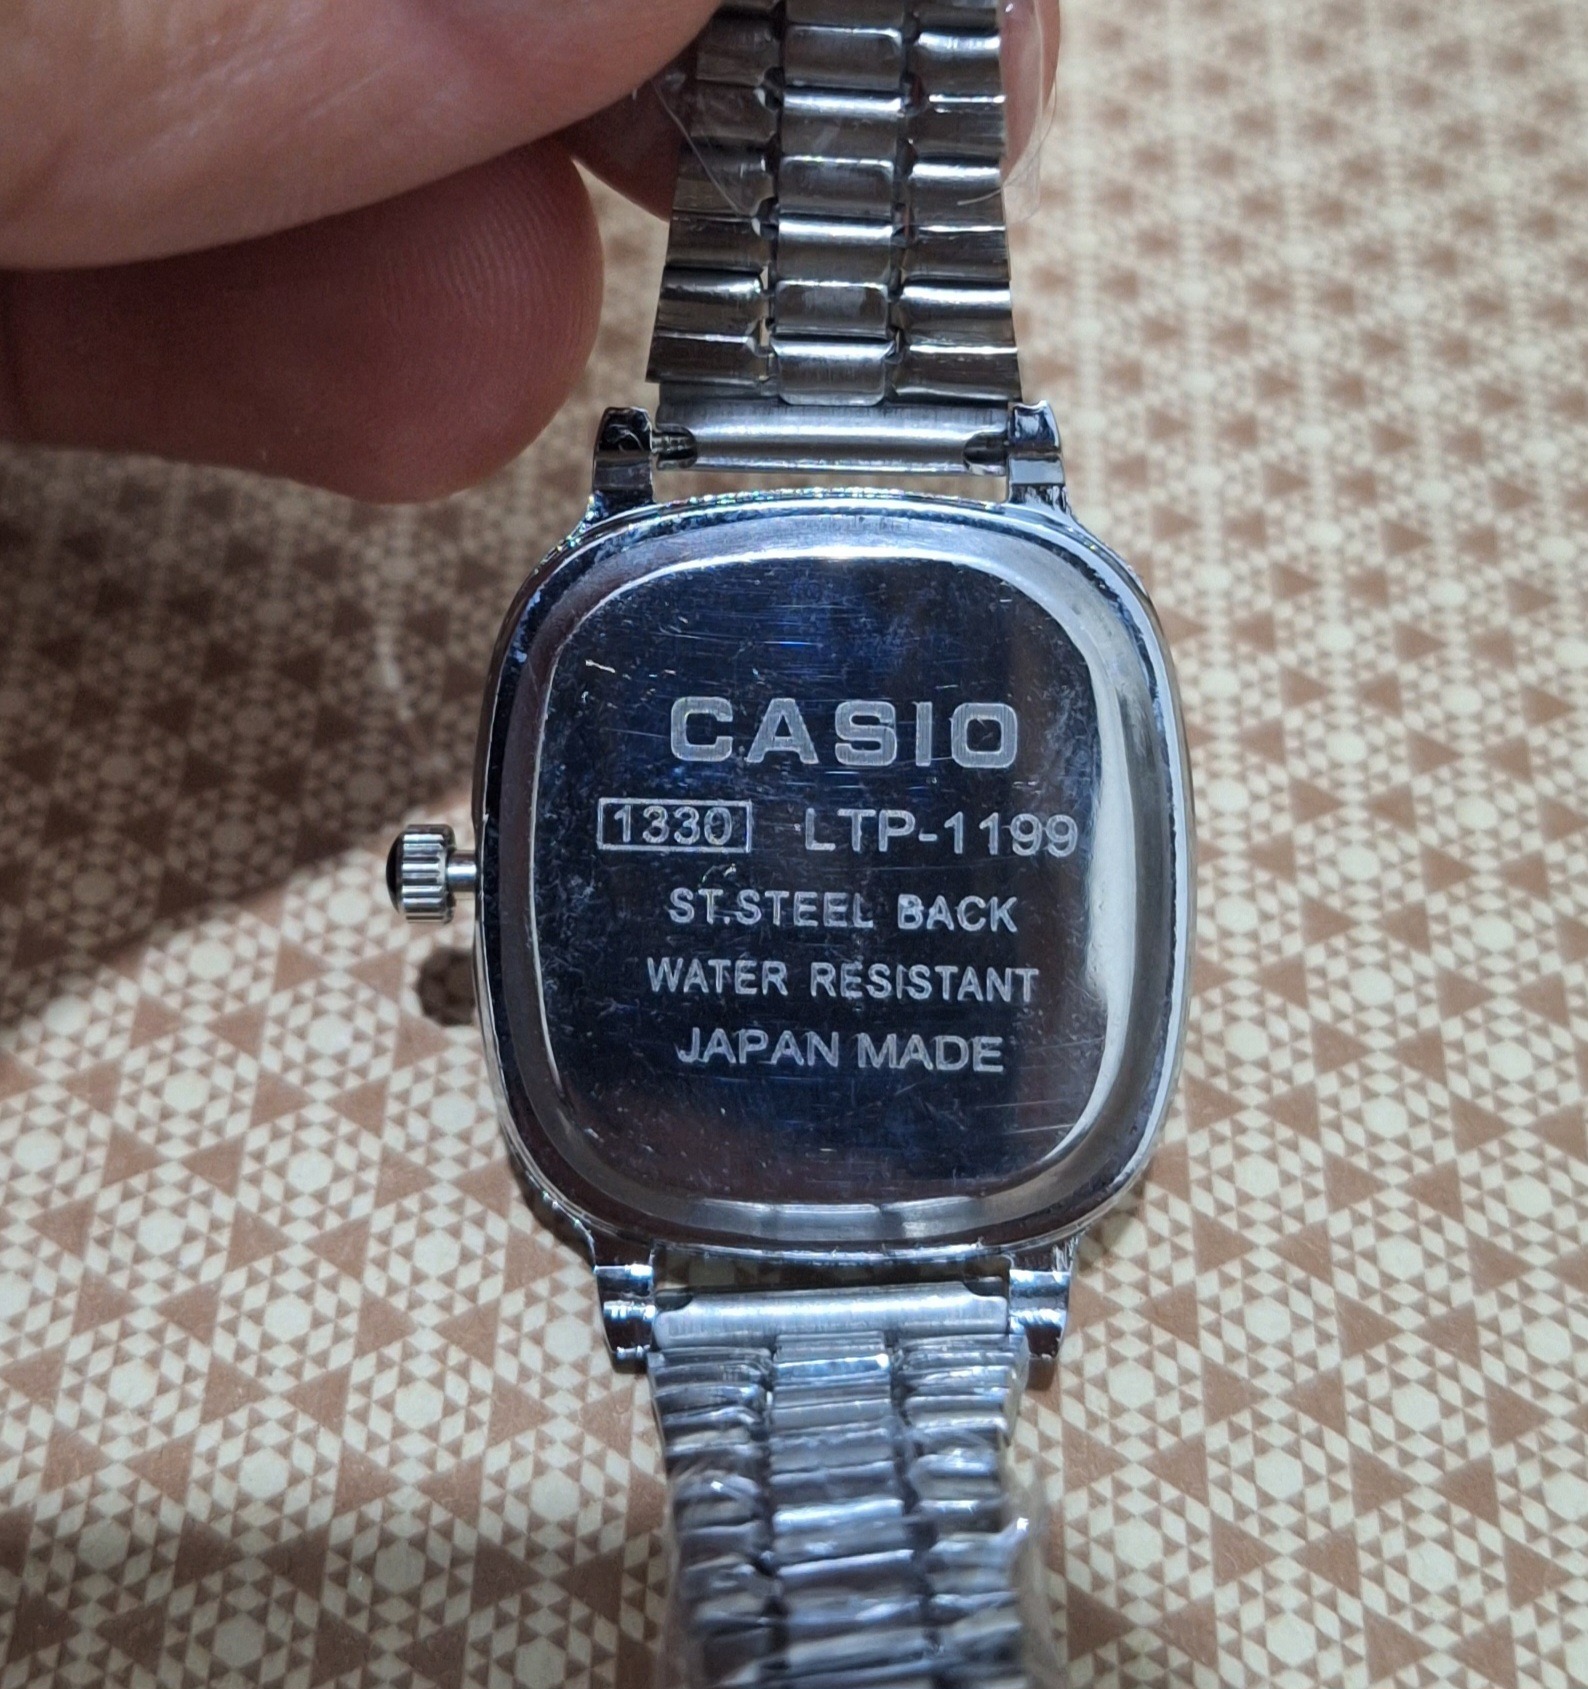 CASIO
1330 LTP-1199
ST.STEEL BACK
WATER RESISTANT
JAPAN MADE